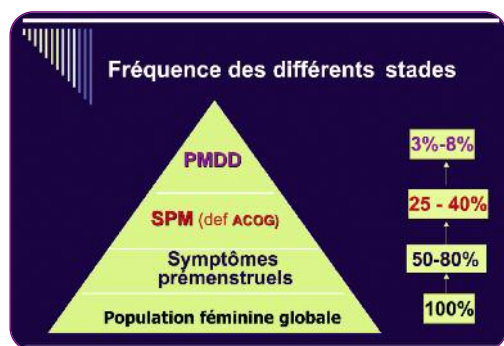 Fréquence des différents stades
PMDD
3%-8%
SPM (def ACOG)
25 - 40%
Symptômes
prémenstruels
50-80%
Population féminine globale
100%